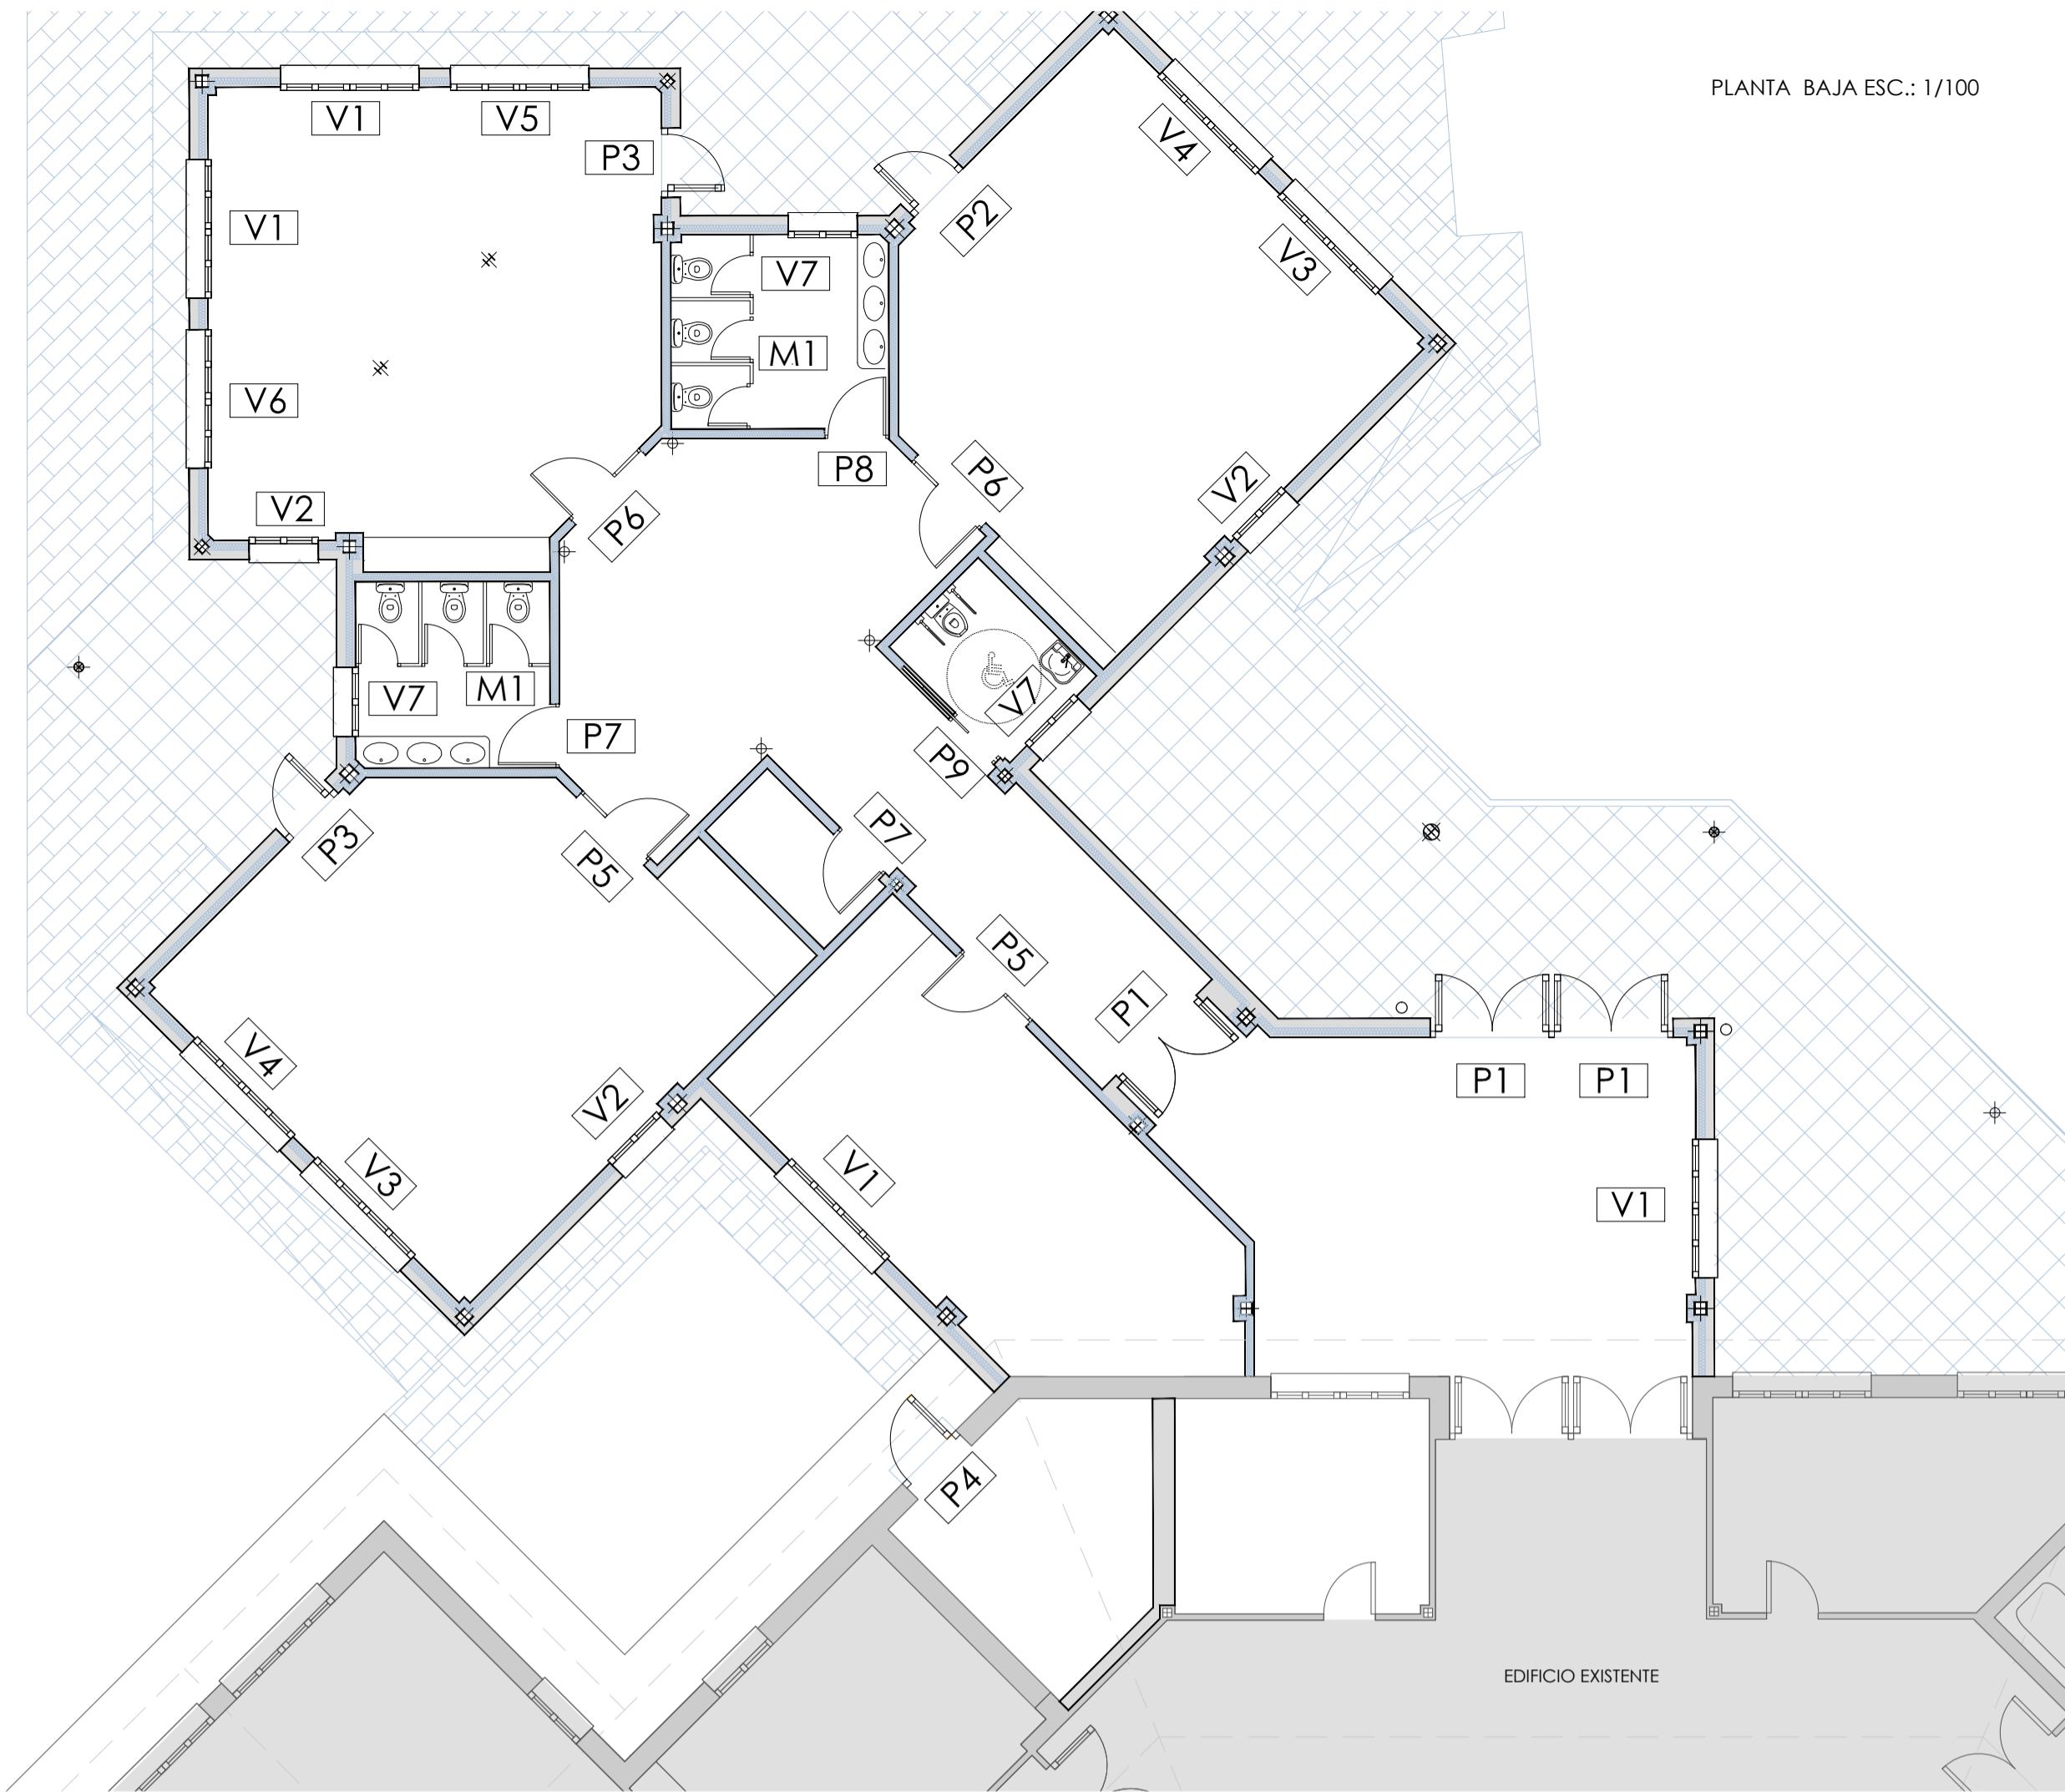 PLANTA BAJA ESC.: 1/100
V1
V5
V4
P3
P2
V1
V3
V7
M1
V6
P8
P6
V2
V2
P6
V7
M1
V7
P7
P9
P7
P3
P5
P5
P1
V4
V2
P1
P1
V3
V1
V1
P4
EDIFICIO EXISTENTE